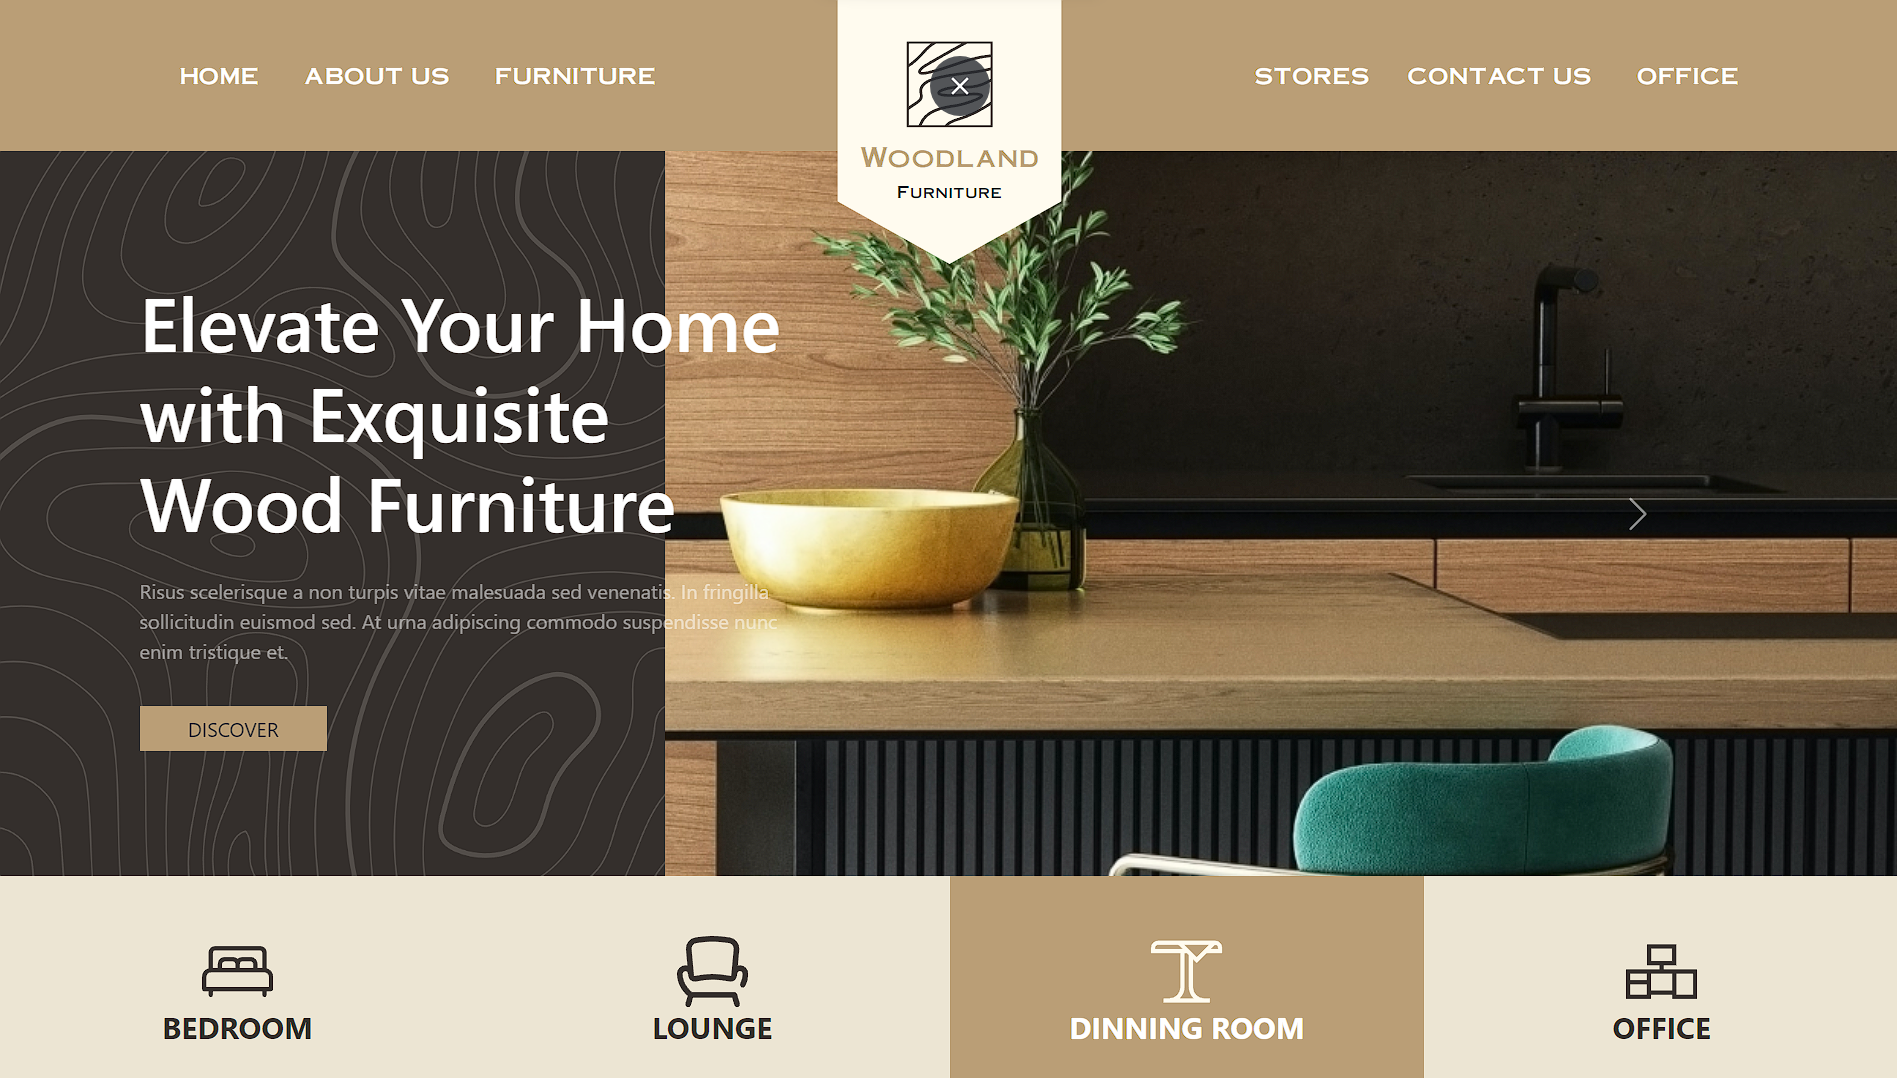 HOME ABOUT US FURNITURE
STORES CONTACT US OFFICE
WOODLAND
FURNITURE
Elevate Your Home
with Exquisite
Wood Furniture
Risus scelerisque a non turpis vitae malesuada sed venenatis. In fringilla
sollicitudin euismod sed. At urna adipiscing commodo suspendisse nunc
enim tristique et.
DISCOVER
BEDROOM
LOUNGE
DINNING ROOM
OFFICE